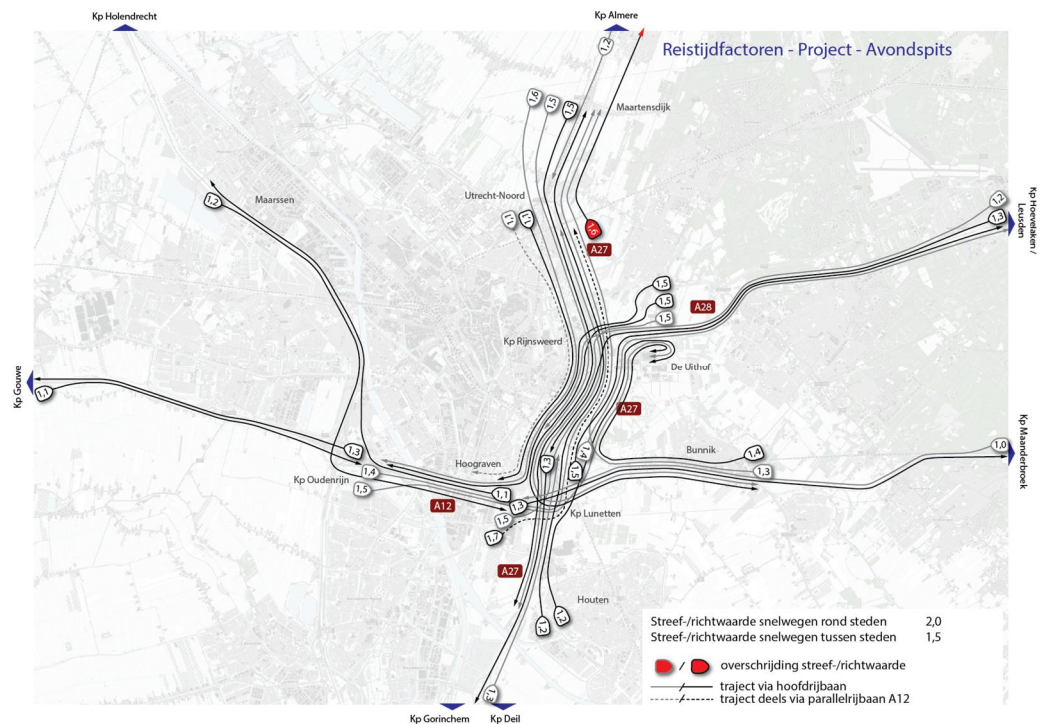 Kp Holendrecht
Kp Almere
Reistijdfactoren - Project - Avondspits
1,2
1,6
1,5
1,5
Maartensdijk
Maarssen
1,2
Utrecht-Noord
1,1
1,1
1,6
A27
1,2
1,3
Kp Hoevelaken /
Leusden
1,5
1,5
1,5
A28
Kp Rijnsweerd
De Uithof
Kp Gouwe
1,1
A27
Kp Maanderbroek
1,0
Bunnik
1,4
1,3
1,3
1,4
1,5
Hoograven
1,3
1,4
Kp Oudenrijn
1,5
1,1
1,3
A12
1,5
Kp Lunetten
1,7
A27
Houten
1,2
1,2
1,3
Kp Gorinchem
Kp Deil
Streef-/richtwaarde snelwegen rond steden 2,0
Streef-/richtwaarde snelwegen tussen steden 1,5
/ overschrijding streef-/richtwaarde
traject via hoofdrijbaan
traject deels via parallelrijbaan A12